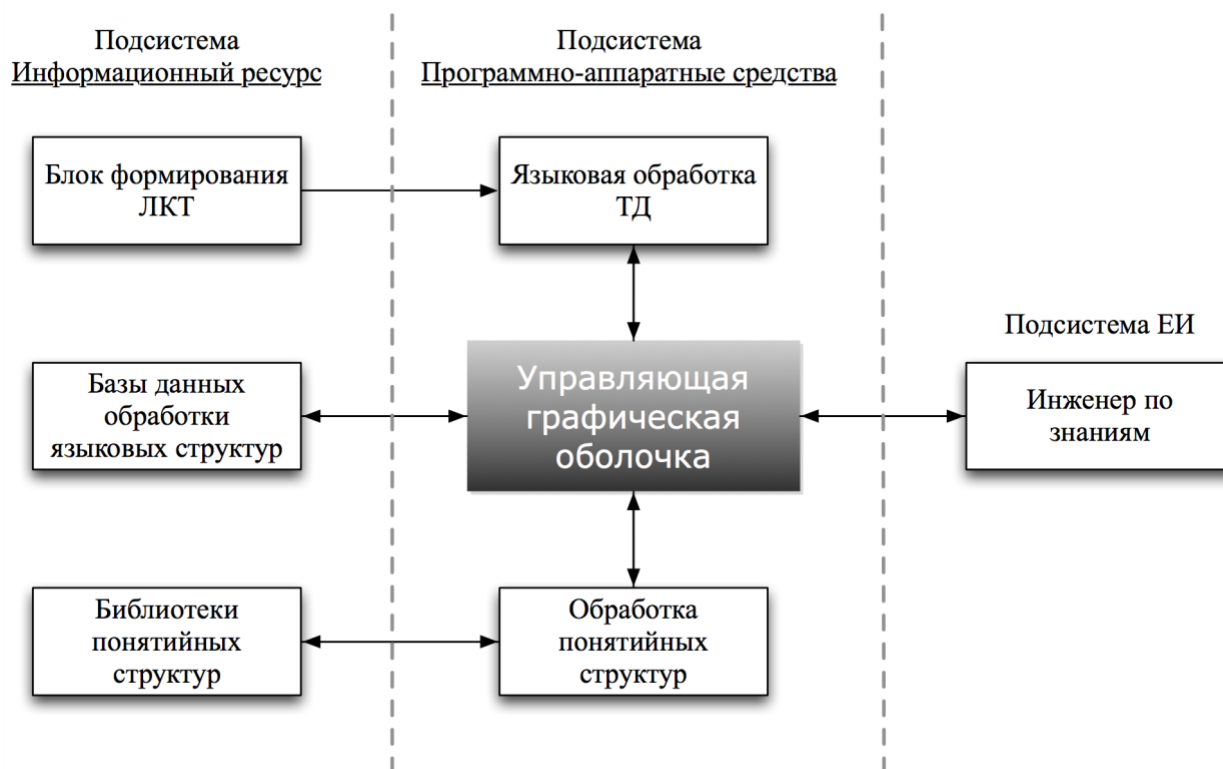 Подсистема
Информационный ресурс
Подсистема
Программно-аппаратные средства
Блок формирования
ЛКТ
Языковая обработка
ТД
Подсистема ЕИ
Базы данных
обработки
языковых структур
Управляющая
графическая
оболочка
Инженер по
знаниям
Библиотеки
понятийных
структур
Обработка
понятийных
структур